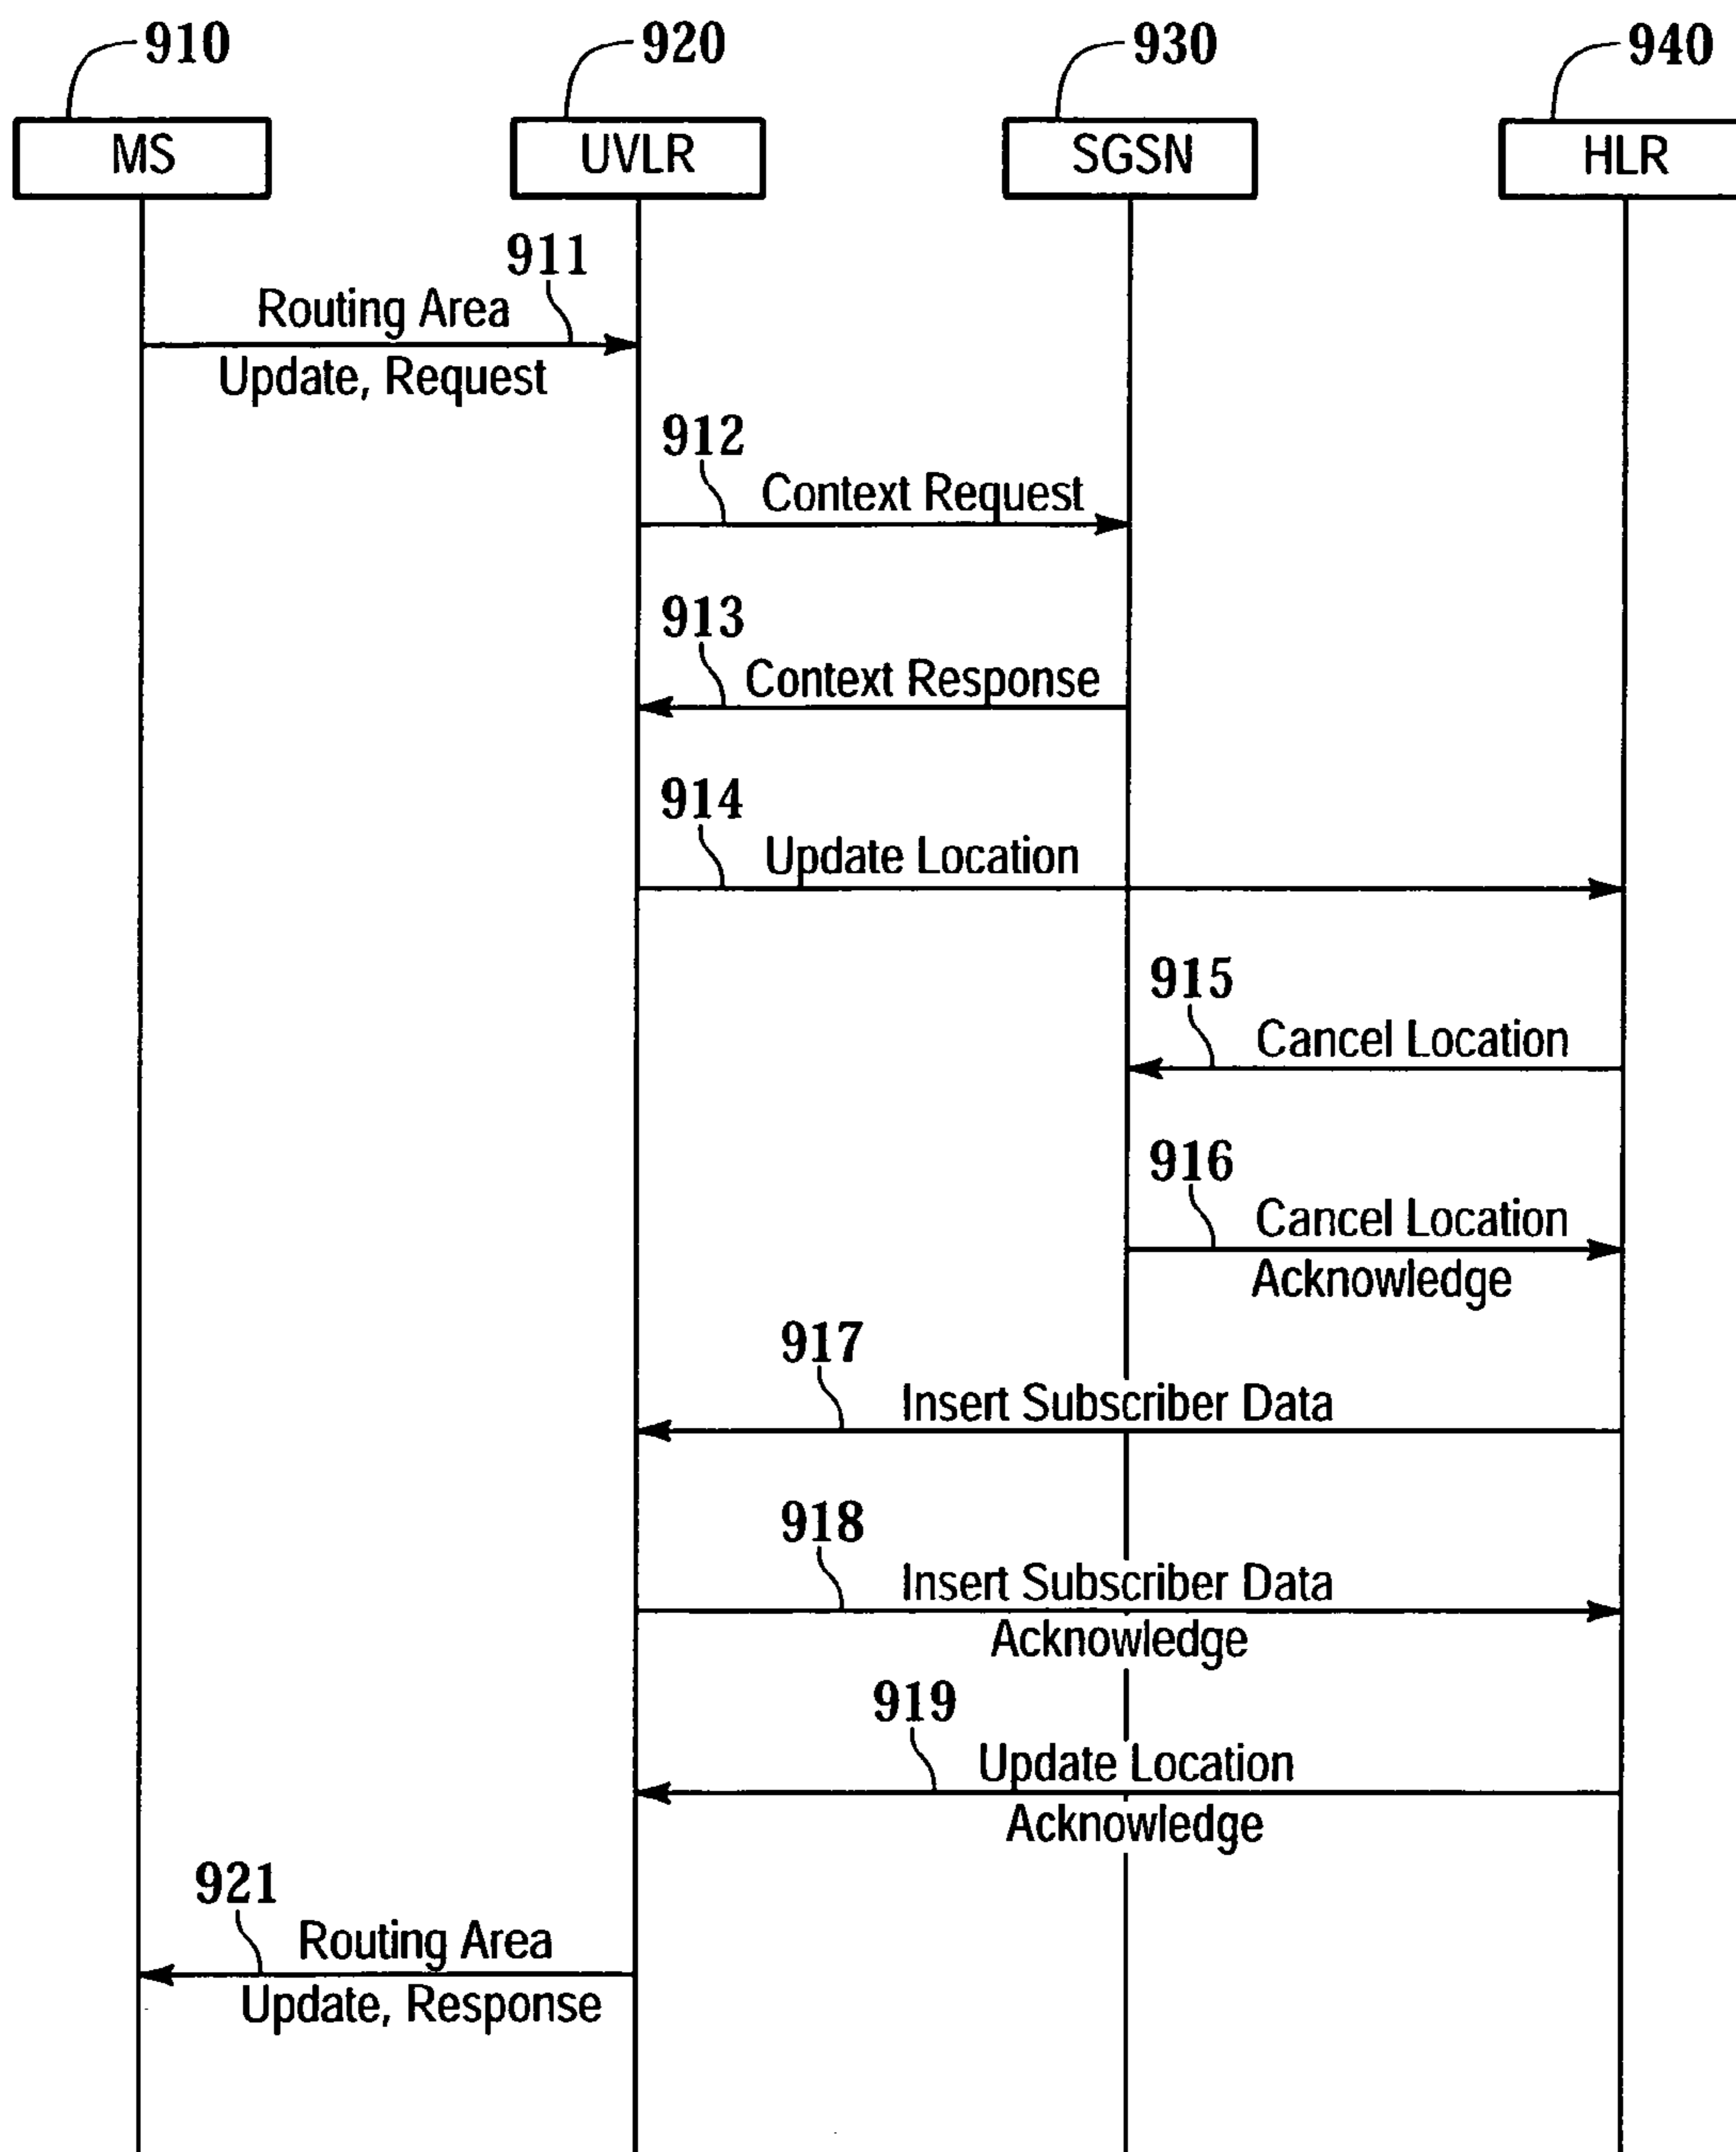 910 920 930 940
MS UVLR SGSN HLR
911
Routing Area
Update, Request
912
Context Request
913
Context Response
914
Update Location
915
Cancel Location
916
Cancel Location
Acknowledge
917
Insert Subscriber Data
918
Insert Subscriber Data
Acknowledge
919
Update Location
Acknowledge
921
Routing Area
Update, Response